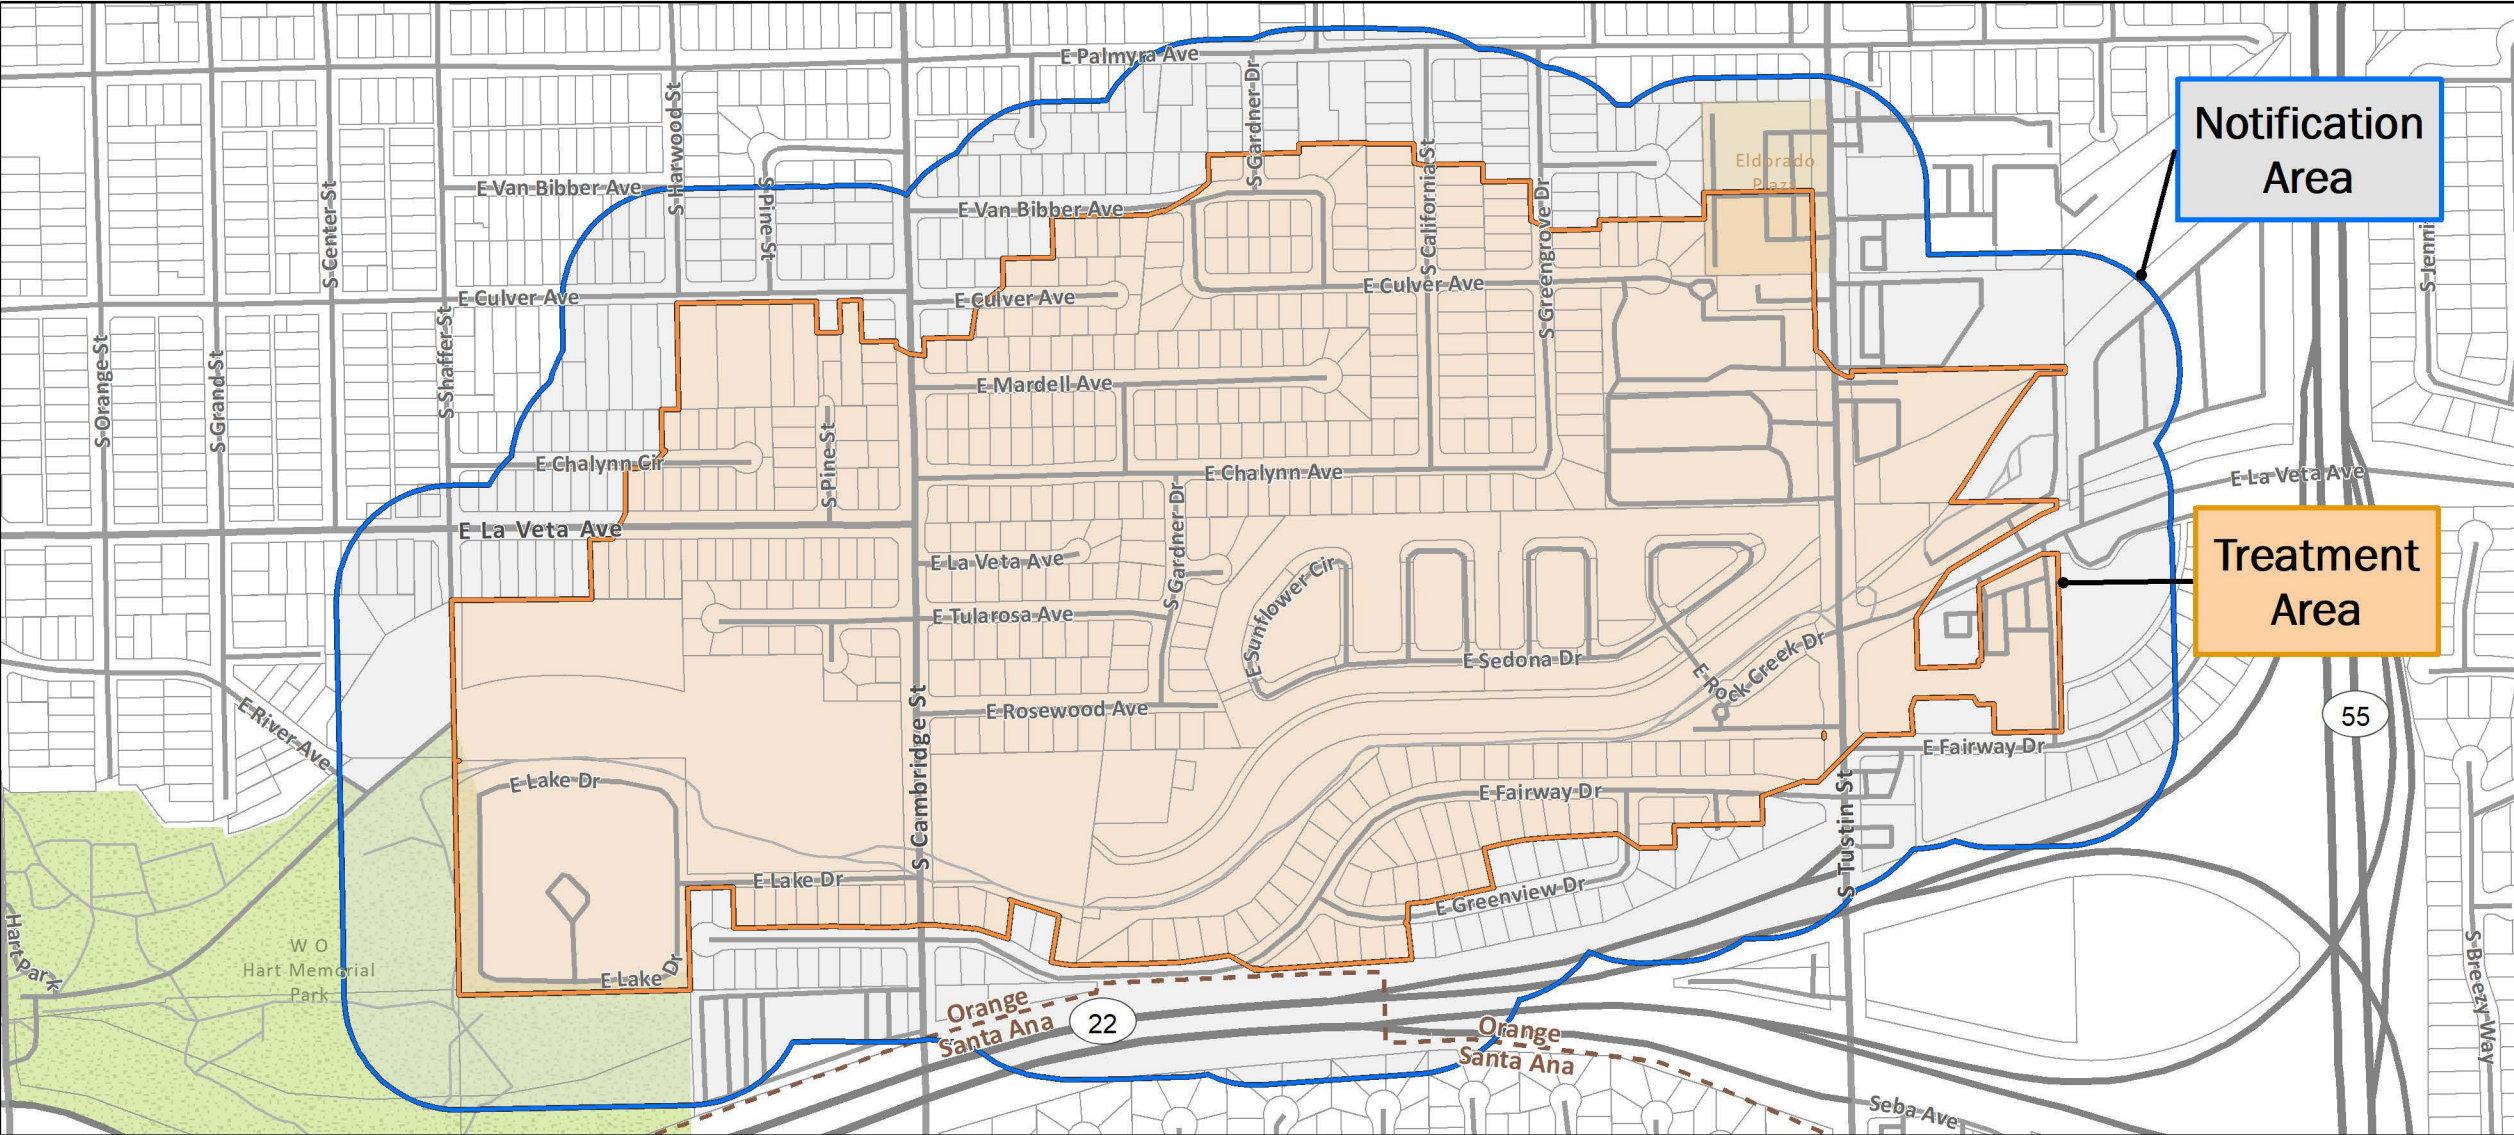 E Palmyra Ave
S Harwood St
S Gardner Dr
Notification
Area
Eldorado
Plaza
S California St
S Center St
E Van Bibber Ave
S Pine St
E Van Bibber Ave
S Greengrove Dr
S Jenni
E Culver Ave
E Culver Ave
E Culver Ave
S Shaffer St
S Orange St
S Grand St
E Mardell Ave
E Chalynn Cir
S Pine St
E Chalynn Ave
E La Veta Ave
E La Veta Ave
E La Veta Ave
S Gardner Dr
Treatment
Area
E Sunflower Cir
E Tularosa Ave
E Sedona Dr
E Rock Creek Dr
E River Ave
E Rosewood Ave
55
S Cambridge St
E Fairway Dr
E Lake Dr
E Fairway Dr
S Tustin St
E Lake Dr
E Greenview Dr
Hart Park
W O
Hart Memorial
Park
E Lake Dr
S Breezy Way
Orange
Santa Ana
22
Orange
Santa Ana
Seba Ave